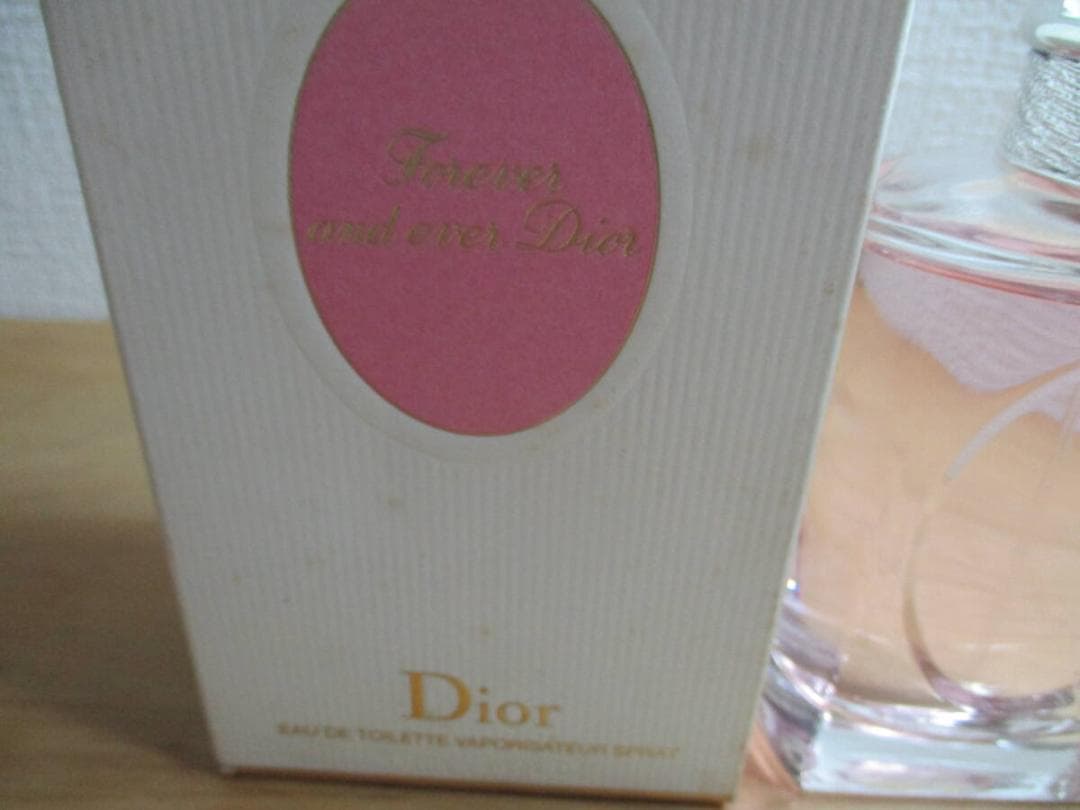 Forever
and ever Dior
Dior
EAU DE TOILETTE VAPORISATEUR SPRAY